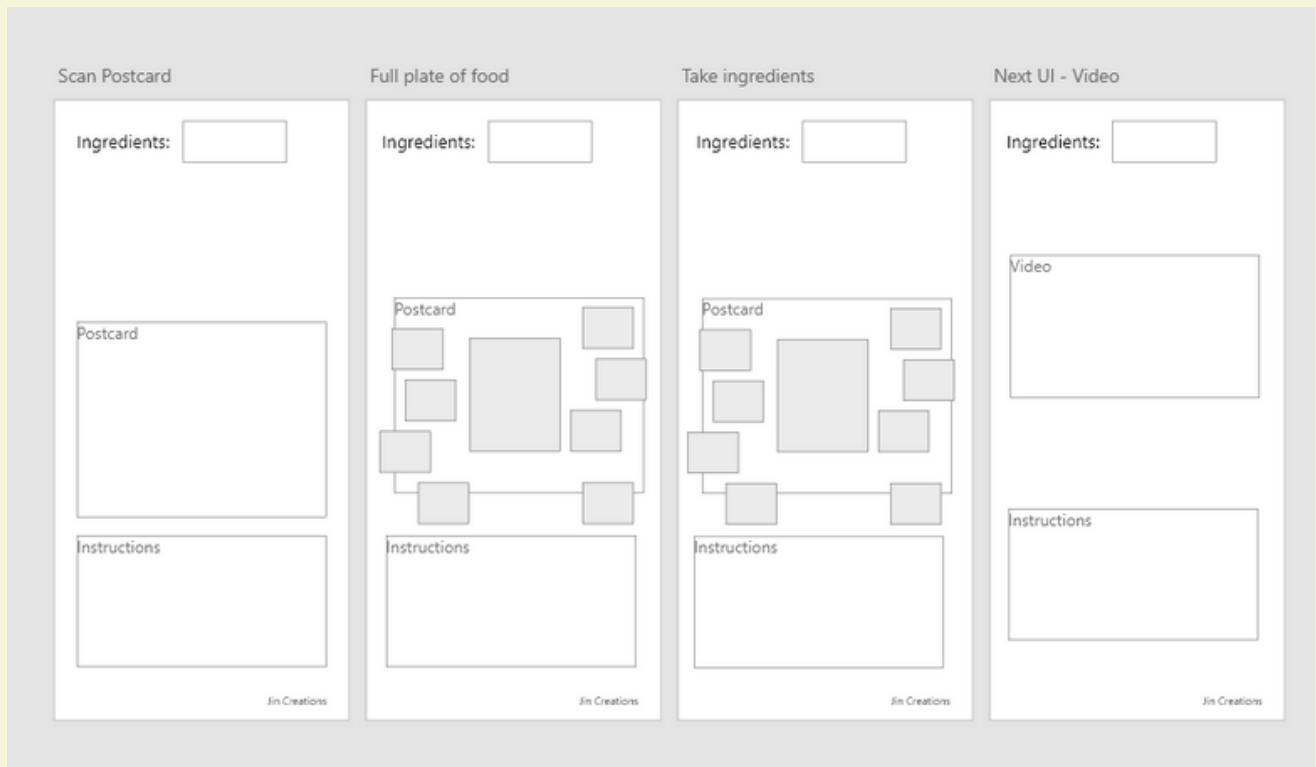 Scan Postcard
Ingredients:
Postcard
Instructions
Jin Creations
Full plate of food
Ingredients:
Postcard
Instructions
Jin Creations
Take ingredients
Ingredients:
Postcard
Instructions
Jin Creations
Next UI - Video
Ingredients:
Video
Instructions
Jin Creations